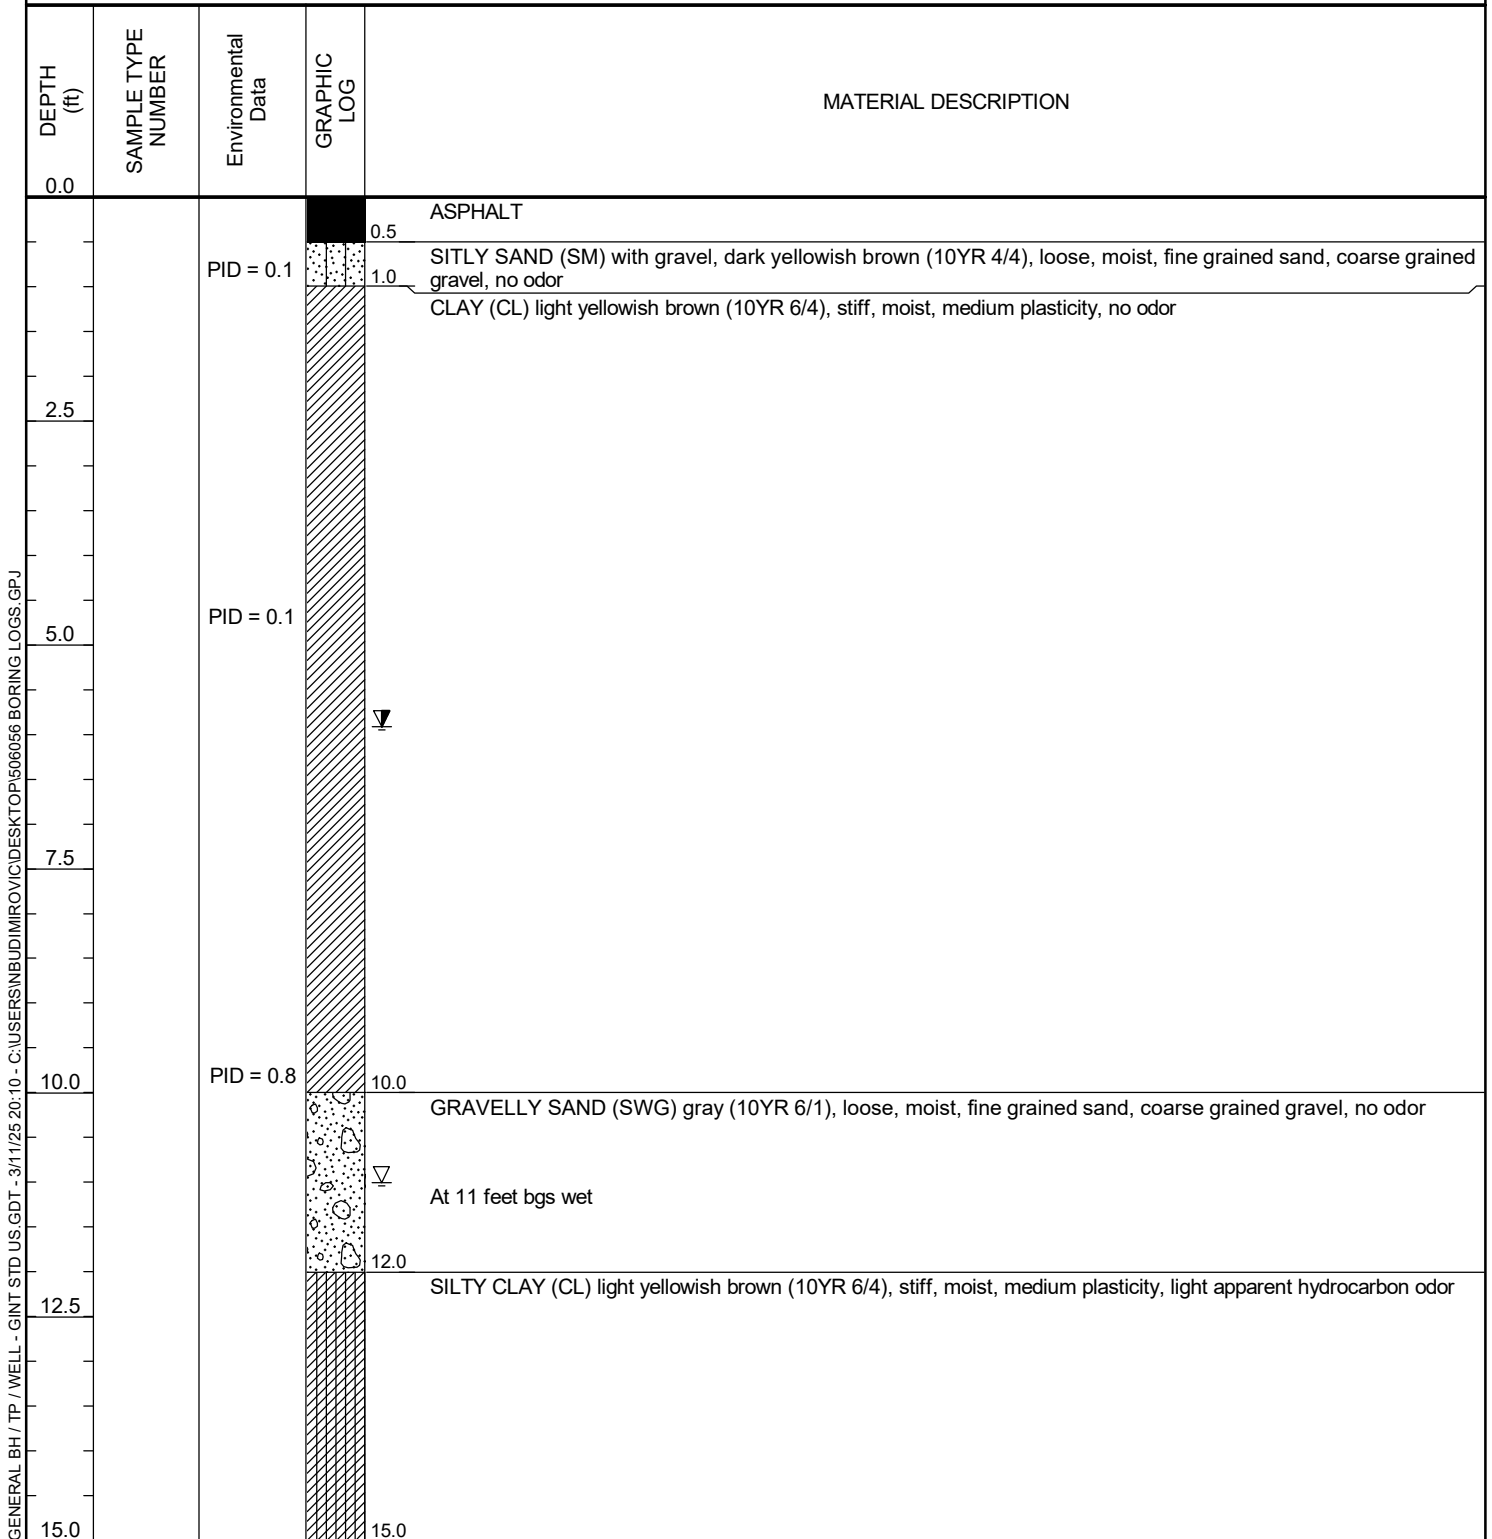 DEPTH
(ft)
SAMPLE TYPE
NUMBER
Environmental
Data
GRAPHIC
LOG
MATERIAL DESCRIPTION
0.0
ASPHALT
0.5
SITLY SAND (SM) with gravel, dark yellowish brown (10YR 4/4), loose, moist, fine grained sand, coarse grained
gravel, no odor
PID = 0.1
1.0
CLAY (CL) light yellowish brown (10YR 6/4), stiff, moist, medium plasticity, no odor
2.5
PID = 0.1
5.0
7.5
PID = 0.8
10.0
10.0
GRAVELLY SAND (SWG) gray (10YR 6/1), loose, moist, fine grained sand, coarse grained gravel, no odor
At 11 feet bgs wet
12.0
SILTY CLAY (CL) light yellowish brown (10YR 6/4), stiff, moist, medium plasticity, light apparent hydrocarbon odor
12.5
15.0
15.0
GENERAL BH / TP / WELL - GINT STD US.GDT - 3/11/25 20:10 - C:\USERS\NBUDIMIROVIC\DESKTOP\506056 BORING LOGS.GPJ